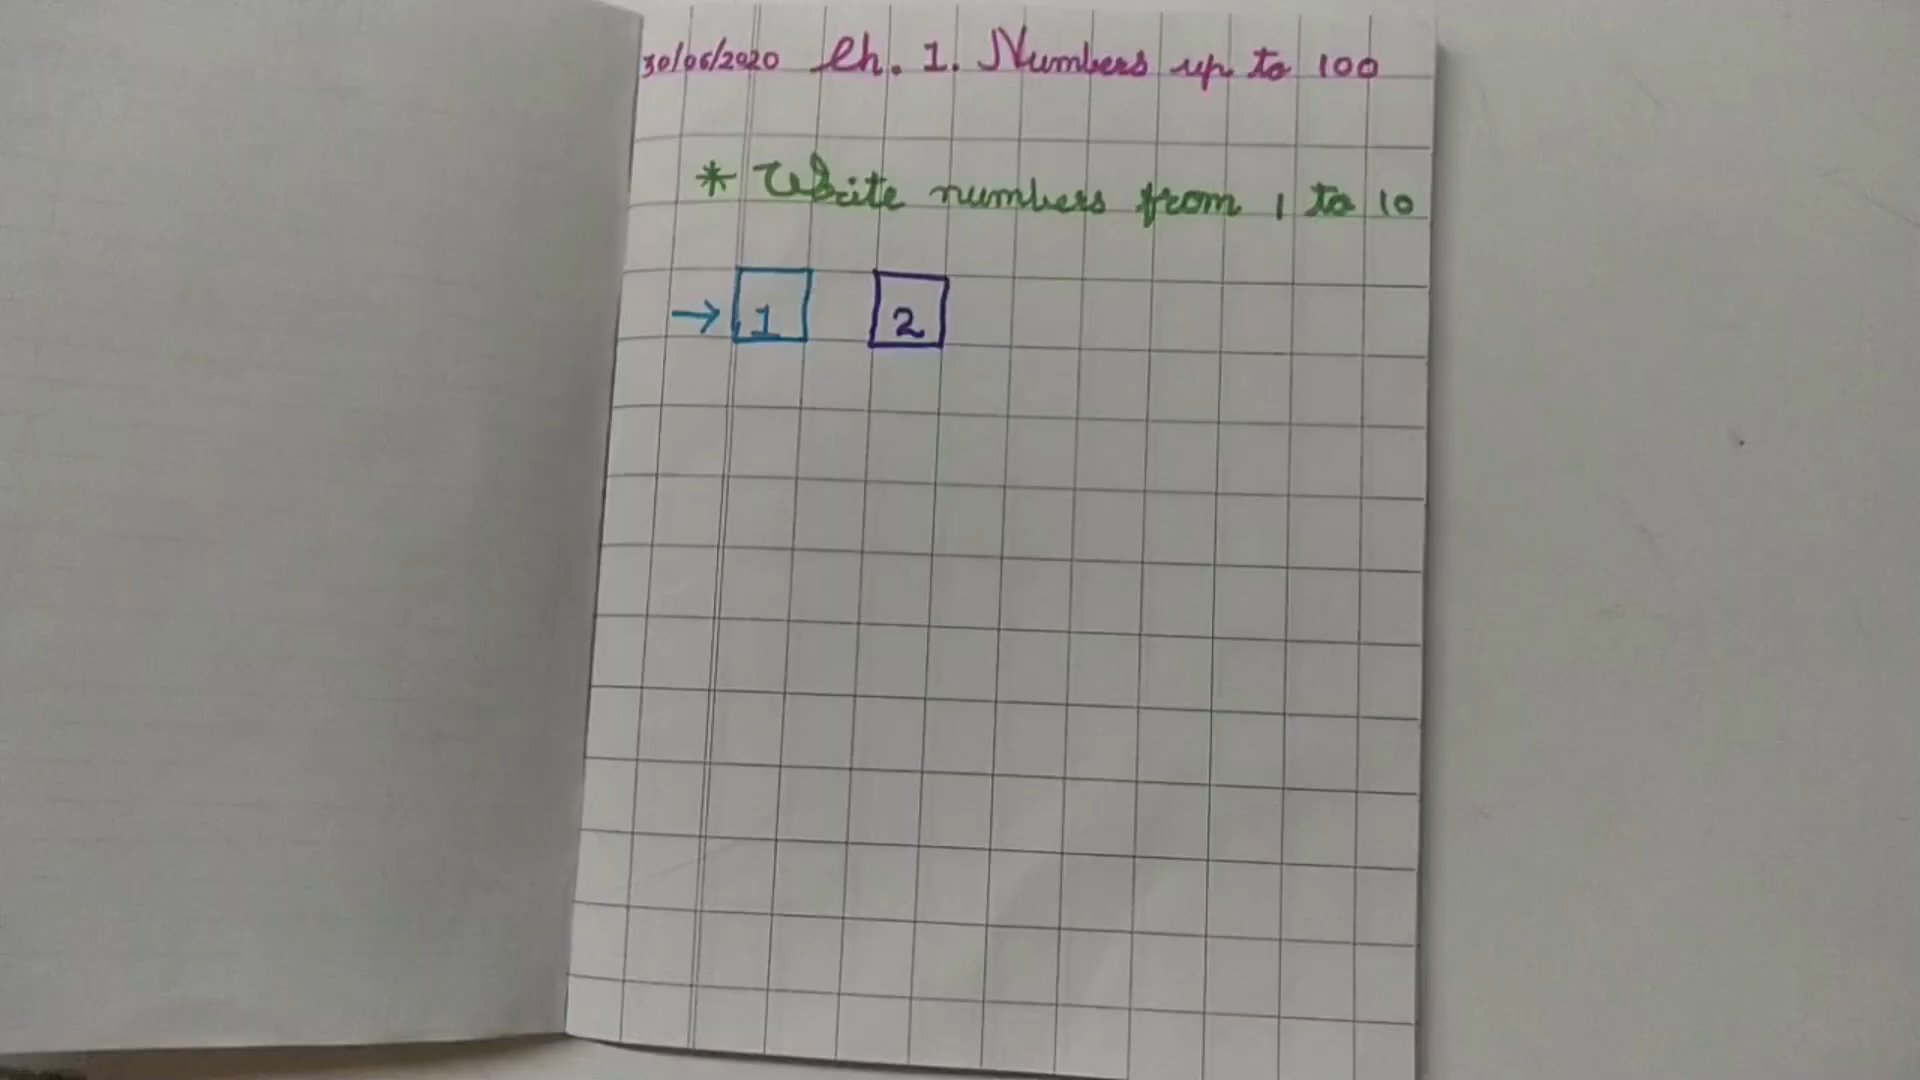 30/06/2020 Ch. 1. Numbers up to 100
* Write numbers from 1 to 10
→ 1 2